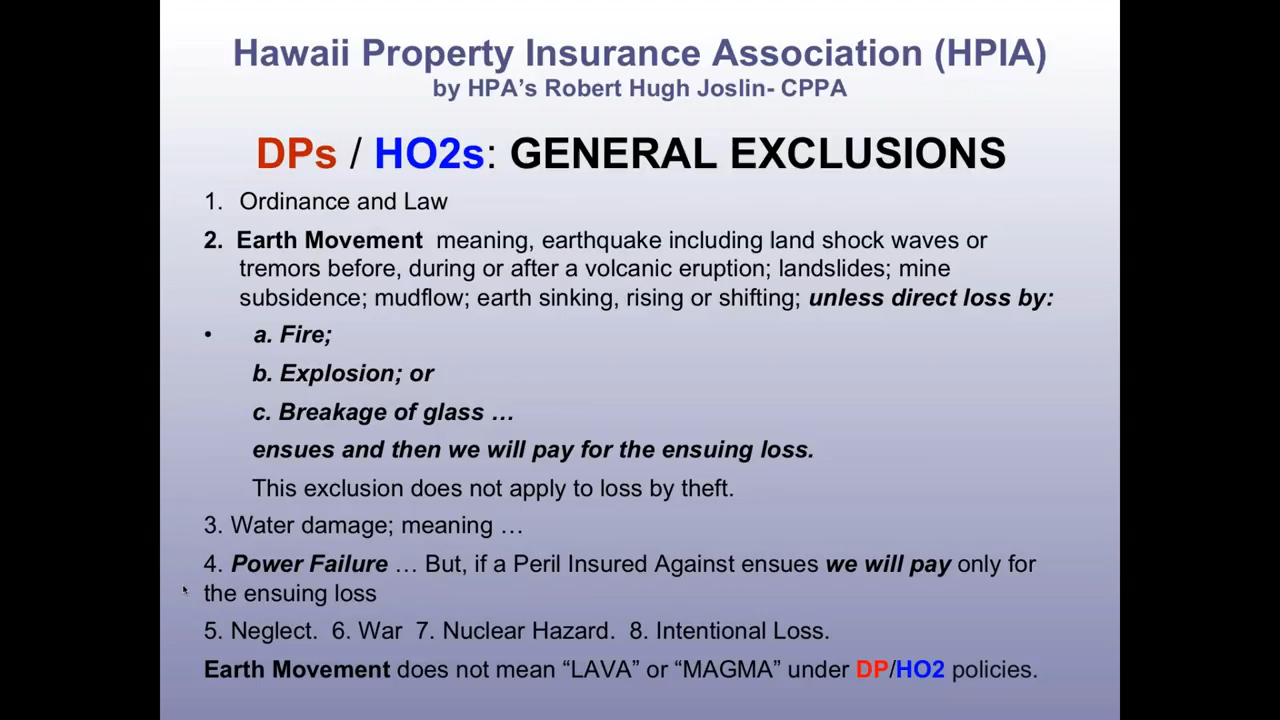 Hawaii Property Insurance Association (HPIA)
by HPA's Robert Hugh Joslin- CPPA
DPs / HO2s: GENERAL EXCLUSIONS
1. Ordinance and Law
2. Earth Movement meaning, earthquake including land shock waves or
tremors before, during or after a volcanic eruption; landslides; mine
subsidence; mudflow; earth sinking, rising or shifting; unless direct loss by:
• a. Fire;
b. Explosion; or
c. Breakage of glass …
ensues and then we will pay for the ensuing loss.
This exclusion does not apply to loss by theft.
3. Water damage; meaning …
4. Power Failure … But, if a Peril Insured Against ensues we will pay only for
the ensuing loss
5. Neglect. 6. War 7. Nuclear Hazard. 8. Intentional Loss.
Earth Movement does not mean “LAVA” or “MAGMA” under DP/HO2 policies.